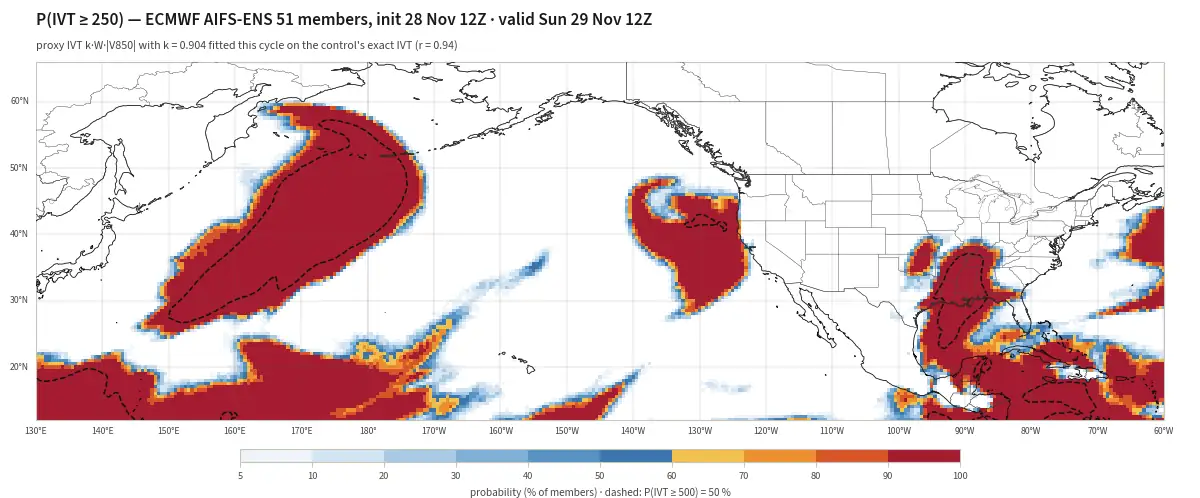 P(IVT ≥ 250) — ECMWF AIFS-ENS 51 members, init 28 Nov 12Z · valid Sun 29 Nov 12Z
proxy IVT k·W·|V850| with k = 0.904 fitted this cycle on the control's exact IVT (r = 0.94)
60°N
50°N
40°N
30°N
20°N
130°E 140°E 150°E 160°E 170°E 180° 170°W 160°W 150°W 140°W 130°W 120°W 110°W 100°W 90°W 80°W 70°W 60°W
5 10 20 30 40 50 60 70 80 90 100
probability (% of members) · dashed: P(IVT ≥ 500) = 50 %